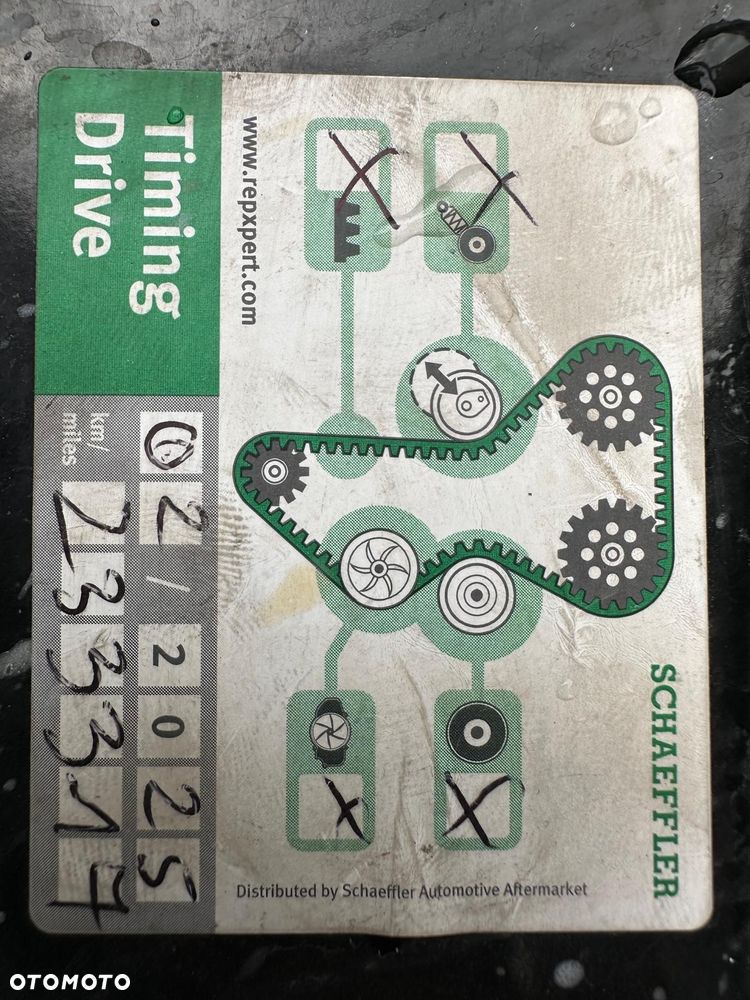 SCHAEFFLER
www.repxpert.com
Timing
Drive
02/2025
km/
miles
233317
Distributed by Schaeffler Automotive Aftermarket
OTOMOTO